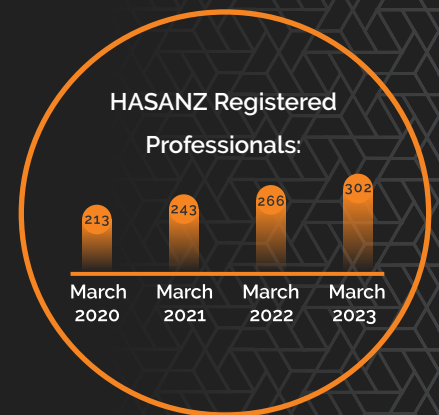 HASANZ Registered
Professionals:
213
243
266
302
March
2020
March
2021
March
2022
March
2023